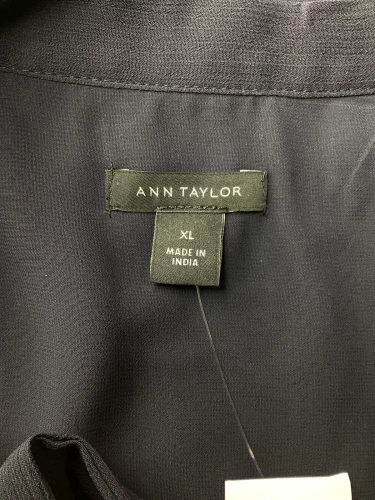 ANN TAYLOR
XL
MADE IN
INDIA